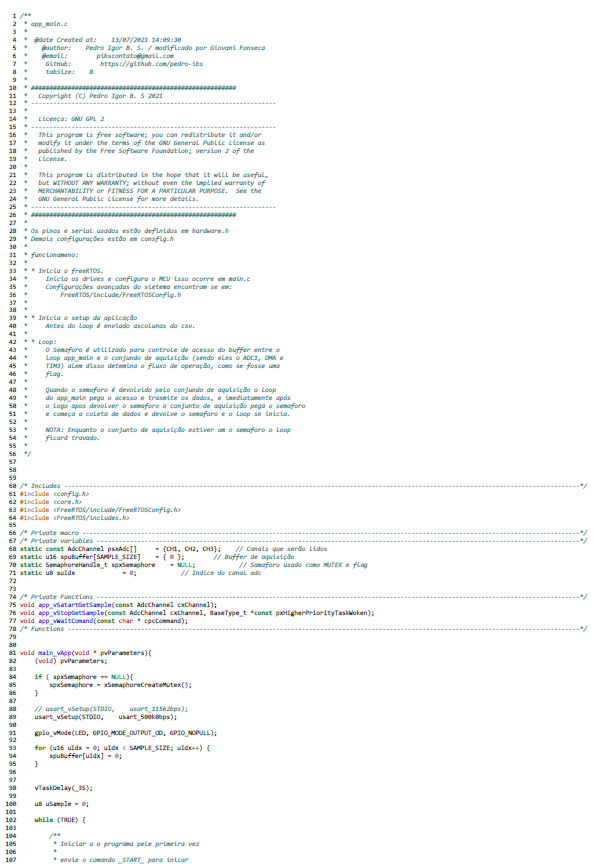 1 /**
2 * app_main.c
3 *
4 * @date Created at: 13/07/2021 14:09:30
5 * @author: Pedro Igor B. S. / modificado por Giovani Fonseca
6 * @email: pibscontato@gmail.com
7 * GitHub: https://github.com/pedro-ibs
8 * tabSize: 8
9 *
10 * ########################################################
11 * Copyright (C) Pedro Igor B. S 2021
12 * -------------------------------------------------------------------
13 *
14 * Licença: GNU GPL 2
15 * -------------------------------------------------------------------
16 * This program is free software; you can redistribute it and/or
17 * modify it under the terms of the GNU General Public License as
18 * published by the Free Software Foundation; version 2 of the
19 * License.
20 *
21 * This program is distributed in the hope that it will be useful,
22 * but WITHOUT ANY WARRANTY; without even the implied warranty of
23 * MERCHANTABILITY or FITNESS FOR A PARTICULAR PURPOSE. See the
24 * GNU General Public License for more details.
25 * -------------------------------------------------------------------
26 * ########################################################
27 *
28 * Os pinos e serial usados estão definidos em hardware.h
29 * Demais configurações estão em consfig.h
30 *
31 * funcionameno:
32 *
33 * * Inicia o freeRTOS.
34 * Inicia os drives e configura o MCU isso ocorre em main.c
35 * Configurações avançadas do sietema encontram se em:
36 * FreeRTOS/include/FreeRTOSConfig.h
37 *
38 *
39 * * Inicia o setup da aplicação
40 * Antes do loop é enviado ascolunas do csv.
41 *
42 * * Loop:
43 * O Semaforo é utilizado para controle de acesso do buffer entre o
44 * loop app_main e o conjundo de aquisição (sendo eles o ADC1, DMA e
45 * TIM3) alem disso detemina o fluxo de operação, como se fosse uma
46 * flag.
47 *
48 * Quando o semaforo é devolvido pelo conjundo de aquisição o loop
49 * do app_main pega o acesso e trasmite os dados, e imediatamente após
50 * o logo apos devolver o semaforo o conjunto de aquisição pega o semaforo
51 * e começa a coleta de dados e devolve o semaforo e o loop se inicia.
52 *
53 * NOTA: Enquanto o conjunto de aquisição estiver om o semaforo o loop
54 * ficará travado.
55 *
56 */
57
58
59
60 /* Includes ---------------------------------------------------------------------------*/
61 #include <config.h>
62 #include <core.h>
63 #include <FreeRTOS/include/FreeRTOSConfig.h>
64 #include <FreeRTOS/includes.h>
65
66 /* Private macro ---------------------------------------------------------------------------*/
67 /* Private variables ---------------------------------------------------------------------------*/
68 static const AdcChannel psxAdc[] = {CH1, CH2, CH3}; // Canais que serão lidos
69 static u16 spuBuffer[SAMPLE_SIZE] = { 0 }; // Buffer de aquisição
70 static SemaphoreHandle_t spxSemaphore = NULL; // Samaforo usado como MUTEX e flag
71 static u8 suIdx = 0; // Indice do canal adc
72
73
74 /* Private Functions ---------------------------------------------------------------------------*/
75 void app_vSatartGetSample(const AdcChannel cxChannel);
76 void app_vStopGetSample(const AdcChannel cxChannel, BaseType_t *const pxHigherPriorityTaskWoken);
77 void app_vWaitComand(const char * cpcCommand);
78 /* Functions ---------------------------------------------------------------------------*/
79
80
81 void main_vApp(void * pvParameters){
82 (void) pvParameters;
83
84 if ( spxSemaphore == NULL){
85 spxSemaphore = xSemaphoreCreateMutex();
86 }
87
88 // usart_vSetup(STDIO, usart_115k2bps);
89 usart_vSetup(STDIO, usart_500k0bps);
90
91 gpio_vMode(LED, GPIO_MODE_OUTPUT_OD, GPIO_NOPULL);
92
93 for (u16 uIdx = 0; uIdx < SAMPLE_SIZE; uIdx++) {
94 spuBuffer[uIdx] = 0;
95 }
96
97
98 vTaskDelay(_3S);
99
100 u8 uSample = 0;
101
102 while (TRUE) {
103
104 /**
105 * Iniciar a o programa pele primeira vez
106 *
107 * envie o comando _START_ para inicar